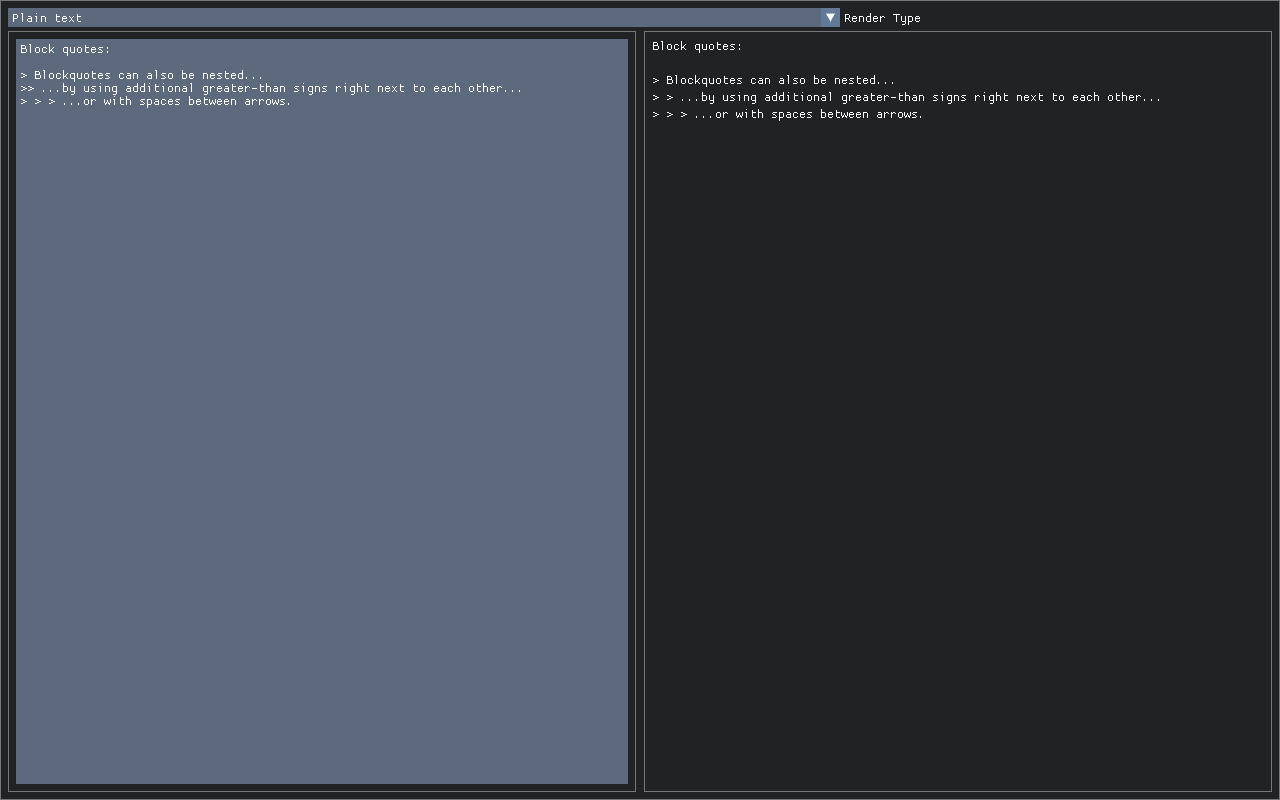 Plain text
Render Type
Block quotes:
> Blockquotes can also be nested...
>> ...by using additional greater-than signs right next to each other...
> > > ...or with spaces between arrows.
Block quotes:
> Blockquotes can also be nested...
> > ...by using additional greater-than signs right next to each other...
> > > ...or with spaces between arrows.